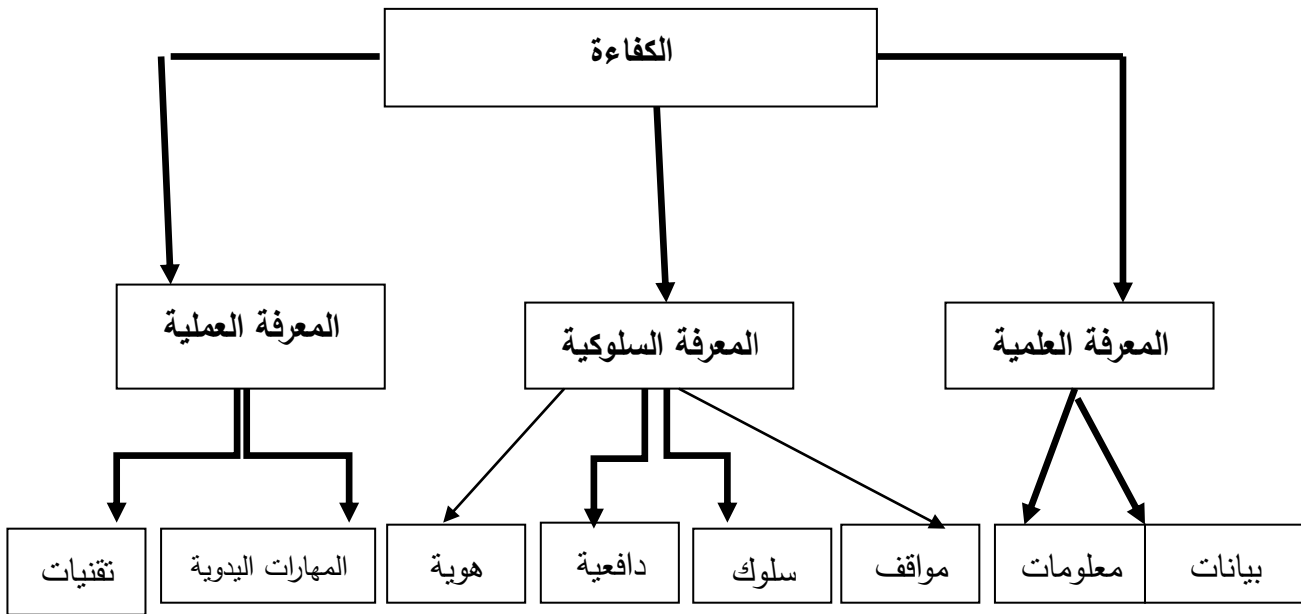 الكفاءة
المعرفة العلمية
المعرفة السلوكية
المعرفة العملية
بيانات
معلومات
مواقف
سلوك
دافعية
هوية
المهارات اليدوية
تقنيات